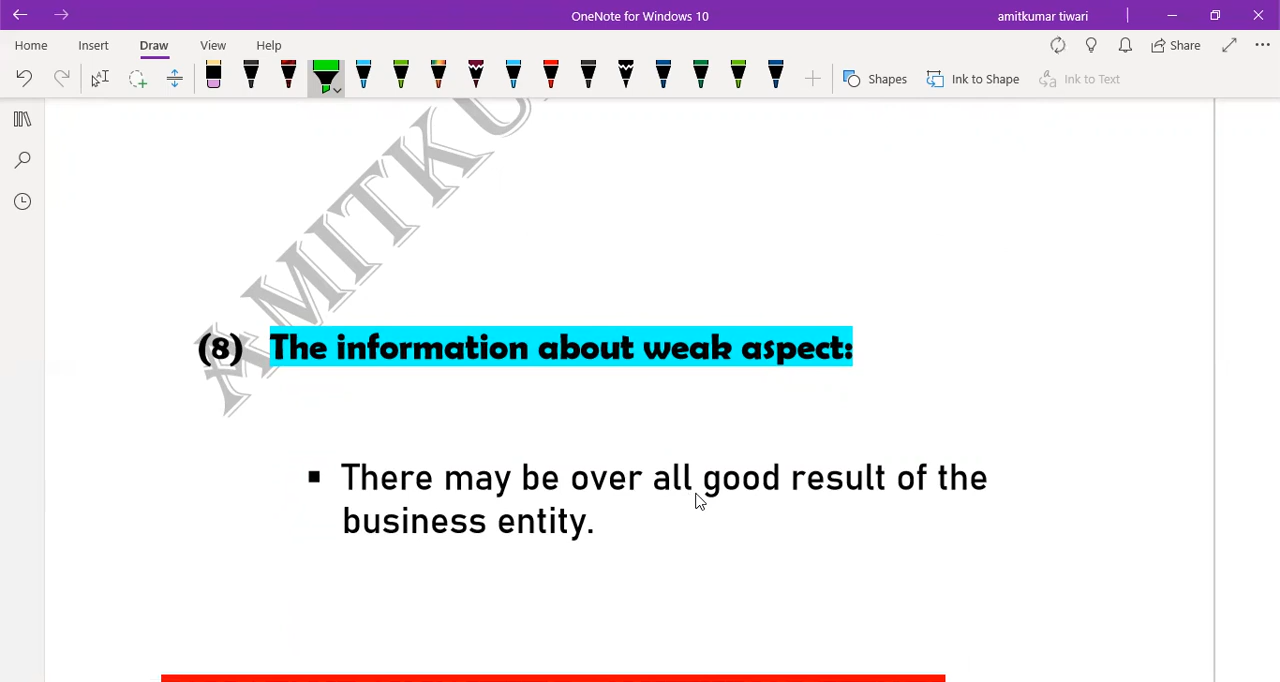 OneNote for Windows 10
amitkumar tiwari
Home
Insert
Draw
View
Help
Share
Shapes
Ink to Shape
Ink to Text
AMITKU
(8) The information about weak aspect:
▪ There may be over all good result of the
business entity.